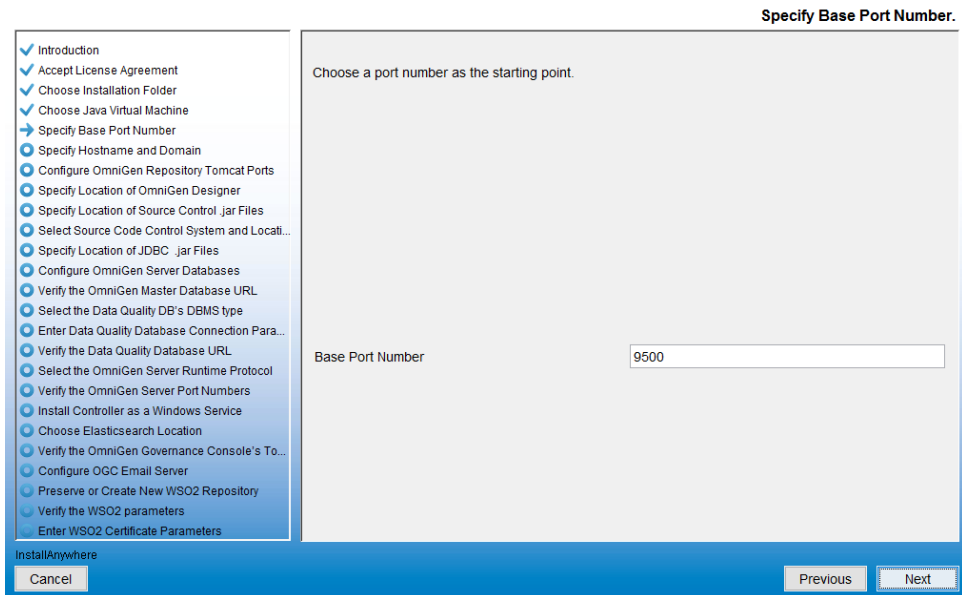 Specify Base Port Number.
Introduction
Accept License Agreement
Choose Installation Folder
Choose Java Virtual Machine
Specify Base Port Number
Specify Hostname and Domain
Configure OmniGen Repository Tomcat Ports
Specify Location of OmniGen Designer
Specify Location of Source Control .jar Files
Select Source Code Control System and Locati...
Specify Location of JDBC .jar Files
Configure OmniGen Server Databases
Verify the OmniGen Master Database URL
Select the Data Quality DB's DBMS type
Enter Data Quality Database Connection Para...
Verify the Data Quality Database URL
Select the OmniGen Server Runtime Protocol
Verify the OmniGen Server Port Numbers
Install Controller as a Windows Service
Choose Elasticsearch Location
Verify the OmniGen Governance Console's To...
Configure OGC Email Server
Preserve or Create New WSO2 Repository
Verify the WSO2 parameters
Enter WSO2 Certificate Parameters
Choose a port number as the starting point.
Base Port Number 9500
InstallAnywhere
Cancel Previous Next